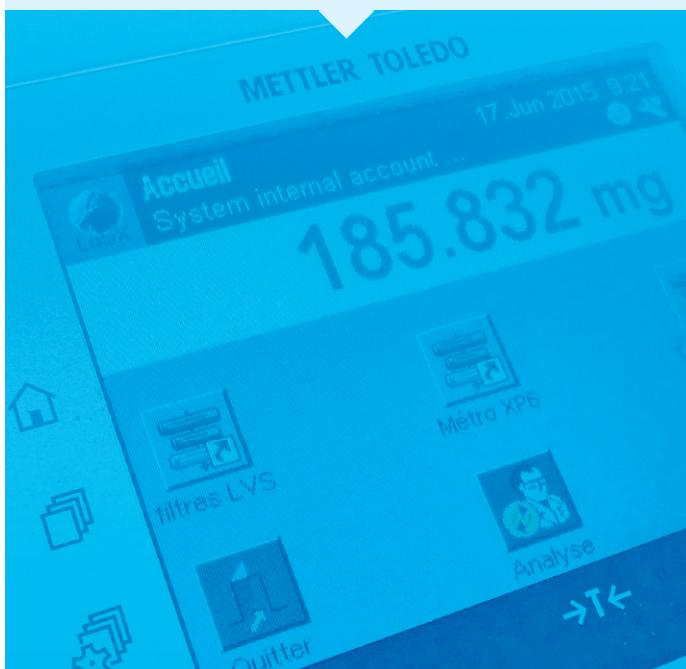 METTLER TOLEDO
17.Jun 2015 9:21
Accueil
System internal account ...
LabX
185.832 mg
Métro XP6
filtres LVS
Analyse
Quitter
→T←